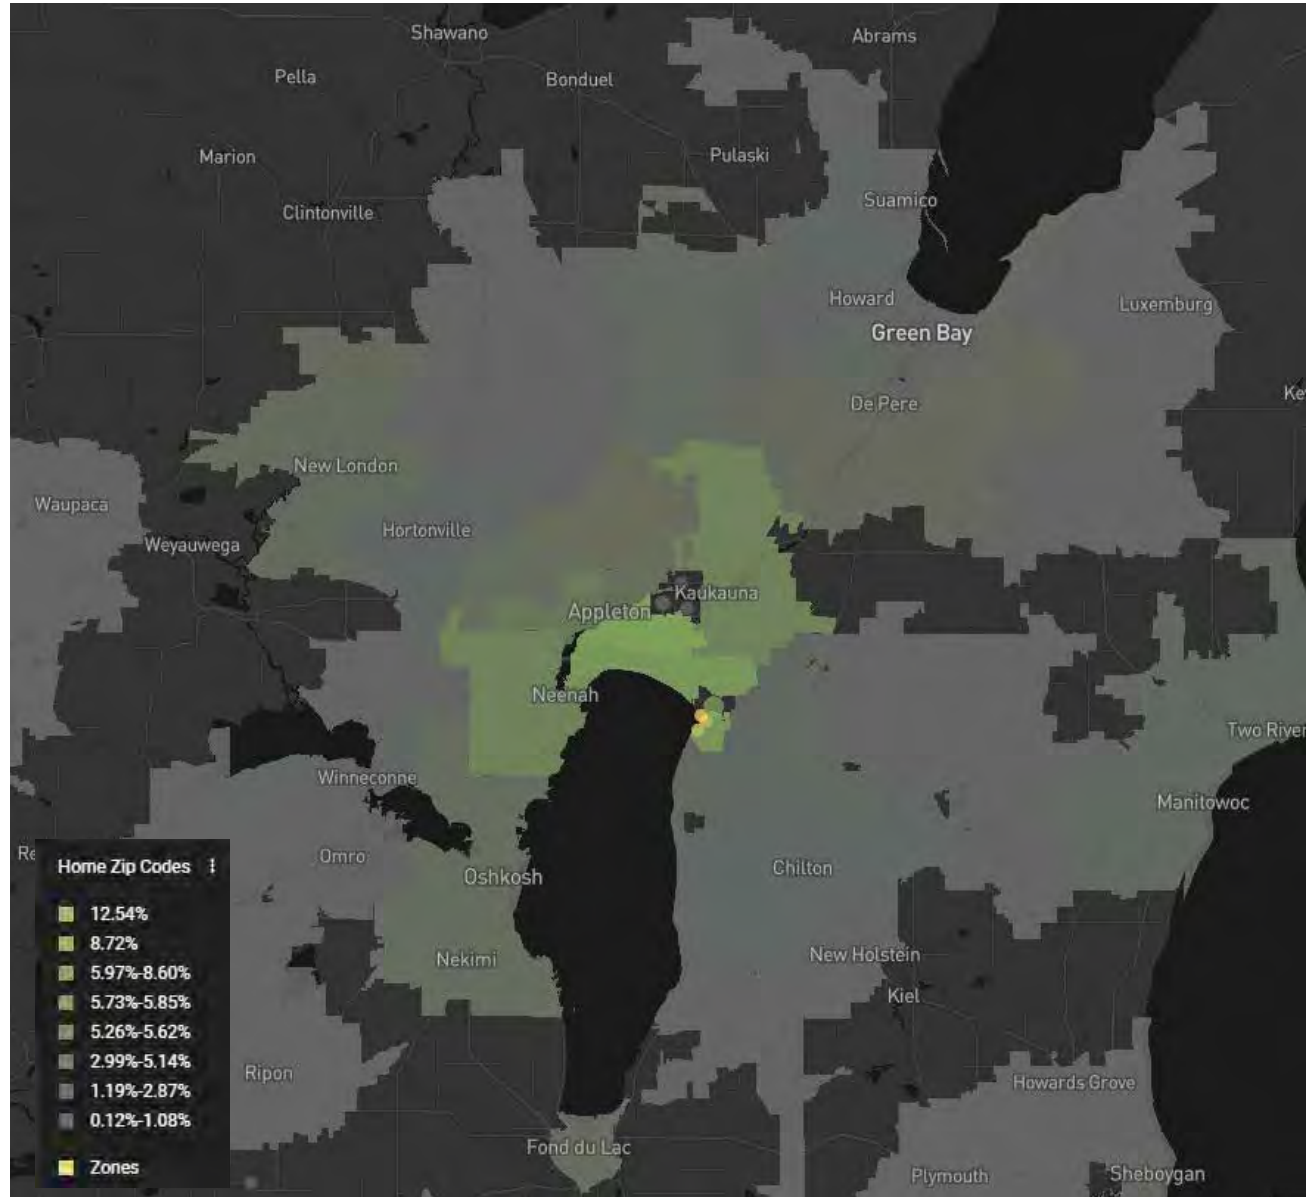 Shawano
Abrams
Pella
Bonduel
Marion
Pulaski
Clintonville
Suamico
Howard
Luxemburg
Green Bay
De Pere
New London
Waupaca
Hortonville
Weyauwega
Kaukauna
Appleton
Neenah
Two River
Winneconne
Manitowoc
Omro
Chilton
Oshkosh
New Holstein
Nekimi
Kiel
Ripon
Howards Grove
Fond du Lac
Plymouth
Sheboygan
Home Zip Codes
12.54%
8.72%
5.97%-8.60%
5.73%-5.85%
5.26%-5.62%
2.99%-5.14%
1.19%-2.87%
0.12%-1.08%
Zones